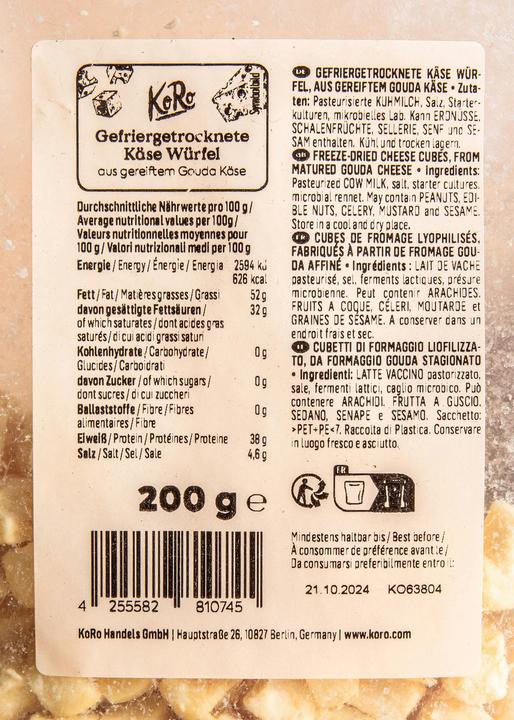 KoRo
Symbolbild
Gefriergetrocknete
Käse Würfel
aus gereiftem Gouda Käse
Durchschnittliche Nährwerte pro 100 g/
Average nutritional values per 100g/
Valeurs nutritionnelles moyennes pour
100 g/Valori nutrizionali medi per 100 g
Energie/Energy/Énergie/Energia 2594 kJ
626 kcal
Fett/Fat/Matières grasses/Grassi 52 g
davon gesättigte Fettsäuren/ 32 g
of which saturates/dont acides gras
saturés/di cui acidi grassi saturi
Kohlenhydrate/Carbohydrate/ 0 g
Glucides/Carboidrati
davon Zucker/of which sugars/ 0 g
dont sucres/di cui zuccheri
Ballaststoffe/Fibre/Fibres 0 g
alimentaires/Fibre
Eiweiß/Protein/Protéines/Proteine 38 g
Salz/Salt/Sel/Sale 4,6 g
200 g e
4 255582 810745
KoRo Handels GmbH | Hauptstraße 26, 10827 Berlin, Germany | www.koro.com
DE GEFRIERGETROCKNETE KÄSE WÜR-
FEL, AUS GEREIFTEM GOUDA KÄSE • Zuta-
ten: Pasteurisierte KUHMILCH, Salz, Starter-
kulturen, mikrobielles Lab. Kann ERDNÜSSE,
SCHALENFRÜCHTE, SELLERIE, SENF und SE-
SAM enthalten. Kühl und trocken lagern.
GB FREEZE-DRIED CHEESE CUBES, FROM
MATURED GOUDA CHEESE • Ingredients:
Pasteurized COW MILK, salt, starter cultures,
microbial rennet. May contain PEANUTS, EDI-
BLE NUTS, CELERY, MUSTARD and SESAME.
Store in a cool and dry place.
FR CUBES DE FROMAGE LYOPHILISÉS,
FABRIQUÉS À PARTIR DE FROMAGE GOU-
DA AFFINÉ • Ingrédients: LAIT DE VACHE
pasteurisé, sel, ferments lactiques, présure
microbienne. Peut contenir ARACHIDES,
FRUITS A COQUE, CÉLERI, MOUTARDE et
GRAINES DE SÉSAME. A conserver dans un
endroit frais et sec.
IT CUBETTI DI FORMAGGIO LIOFILIZZA-
TO, DA FORMAGGIO GOUDA STAGIONATO
• Ingredienti: LATTE VACCINO pastorizzato,
sale, fermenti lattici, caglio microbico. Può
contenere ARACHIDI, FRUTTA A GUSCIO,
SEDANO, SENAPE e SESAMO. Sacchetto:
>PET+PE<7. Raccolta di Plastica. Conservare
in luogo fresco e asciutto.
FR
Mindestens haltbar bis/Best before/
À consommer de préférence avant le/
Da consumarsi preferibilmente entro il:
21.10.2024 KO63804